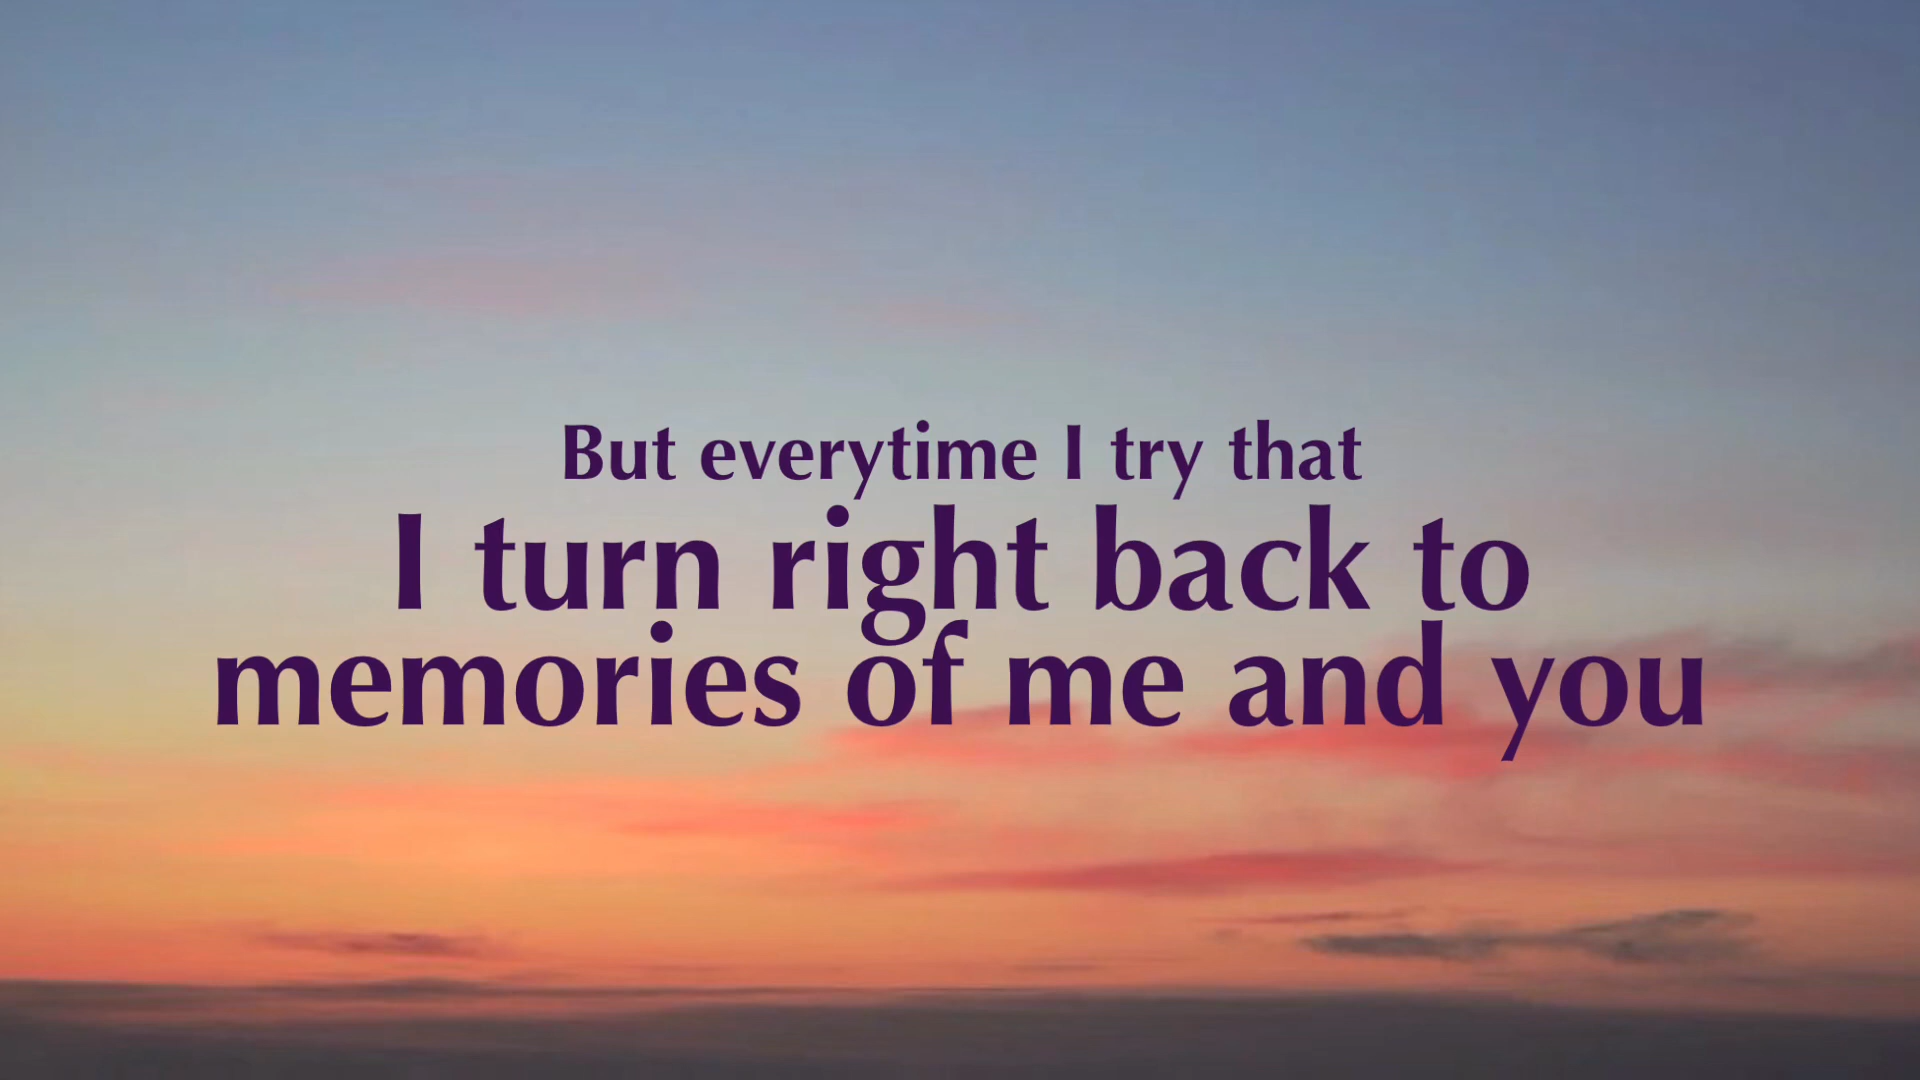 But everytime I try that
I turn right back to
memories of me and you